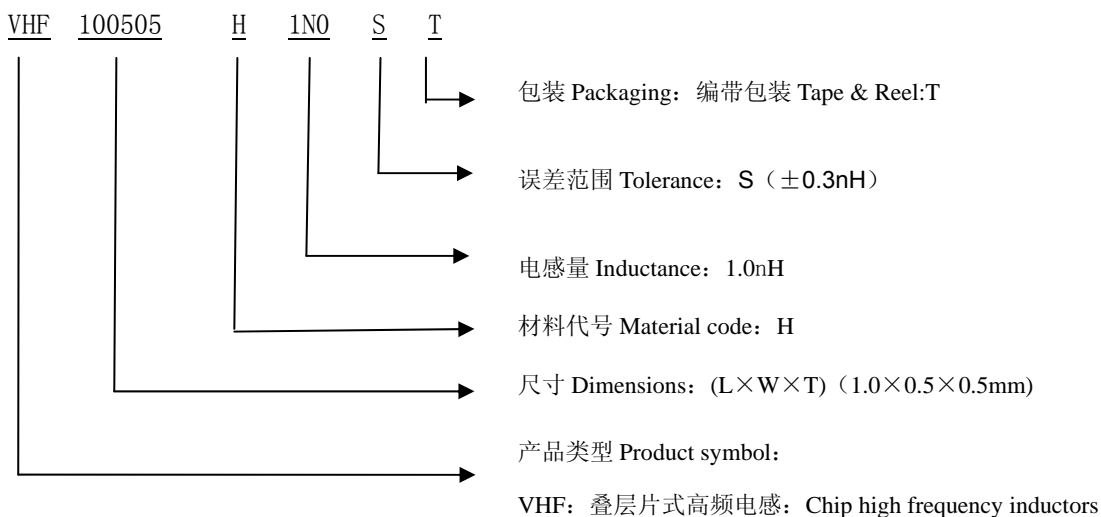 VHF 100505 H 1N0 S T
包装 Packaging：编带包装 Tape & Reel:T
误差范围 Tolerance：S（±0.3nH）
电感量 Inductance：1.0nH
材料代号 Material code：H
尺寸 Dimensions：(L×W×T)（1.0×0.5×0.5mm)
产品类型 Product symbol：
VHF：叠层片式高频电感：Chip high frequency inductors